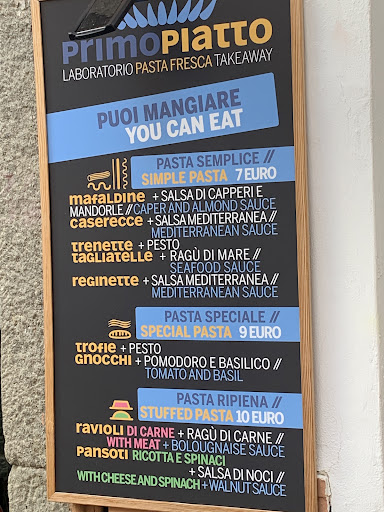 PrimoPiatto
LABORATORIO PASTA FRESCA TAKEAWAY
PUOI MANGIARE
YOU CAN EAT
PASTA SEMPLICE //
SIMPLE PASTA 7 EURO
mafaldine + SALSA DI CAPPERI E
MANDORLE // CAPER AND ALMOND SAUCE
caserecce + SALSA MEDITERRANEA //
MEDITERRANEAN SAUCE
trenette + PESTO
tagliatelle + RAGÙ DI MARE //
SEAFOOD SAUCE
reginette + SALSA MEDITERRANEA //
MEDITERRANEAN SAUCE
PASTA SPECIALE //
SPECIAL PASTA 9 EURO
trofie + PESTO
gnocchi + POMODORO E BASILICO //
TOMATO AND BASIL
PASTA RIPIENA //
STUFFED PASTA 10 EURO
ravioli DI CARNE + RAGÙ DI CARNE //
WITH MEAT + BOLOUGNAISE SAUCE
pansoti RICOTTA E SPINACI
+ SALSA DI NOCI //
WITH CHEESE AND SPINACH + WALNUT SAUCE